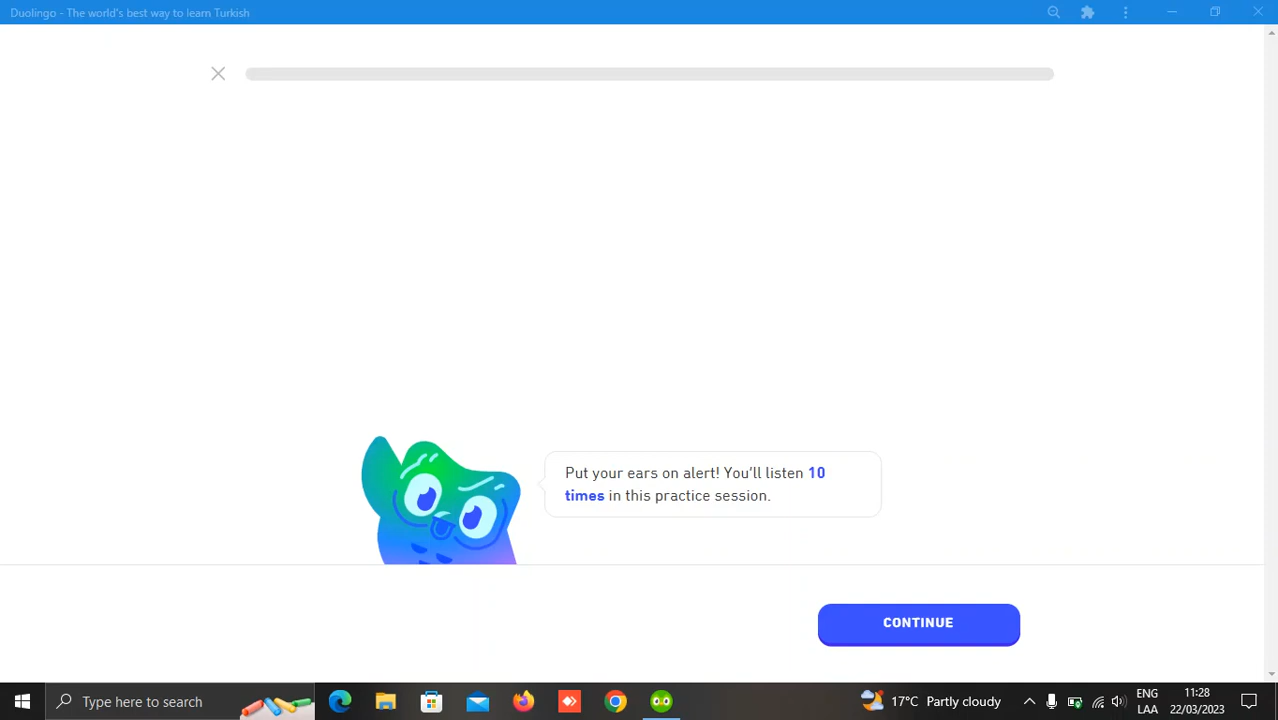 Duolingo - The world's best way to learn Turkish
Put your ears on alert! You'll listen 10
times in this practice session.
CONTINUE
Type here to search
17°C Partly cloudy
ENG
LAA
11:28
22/03/2023